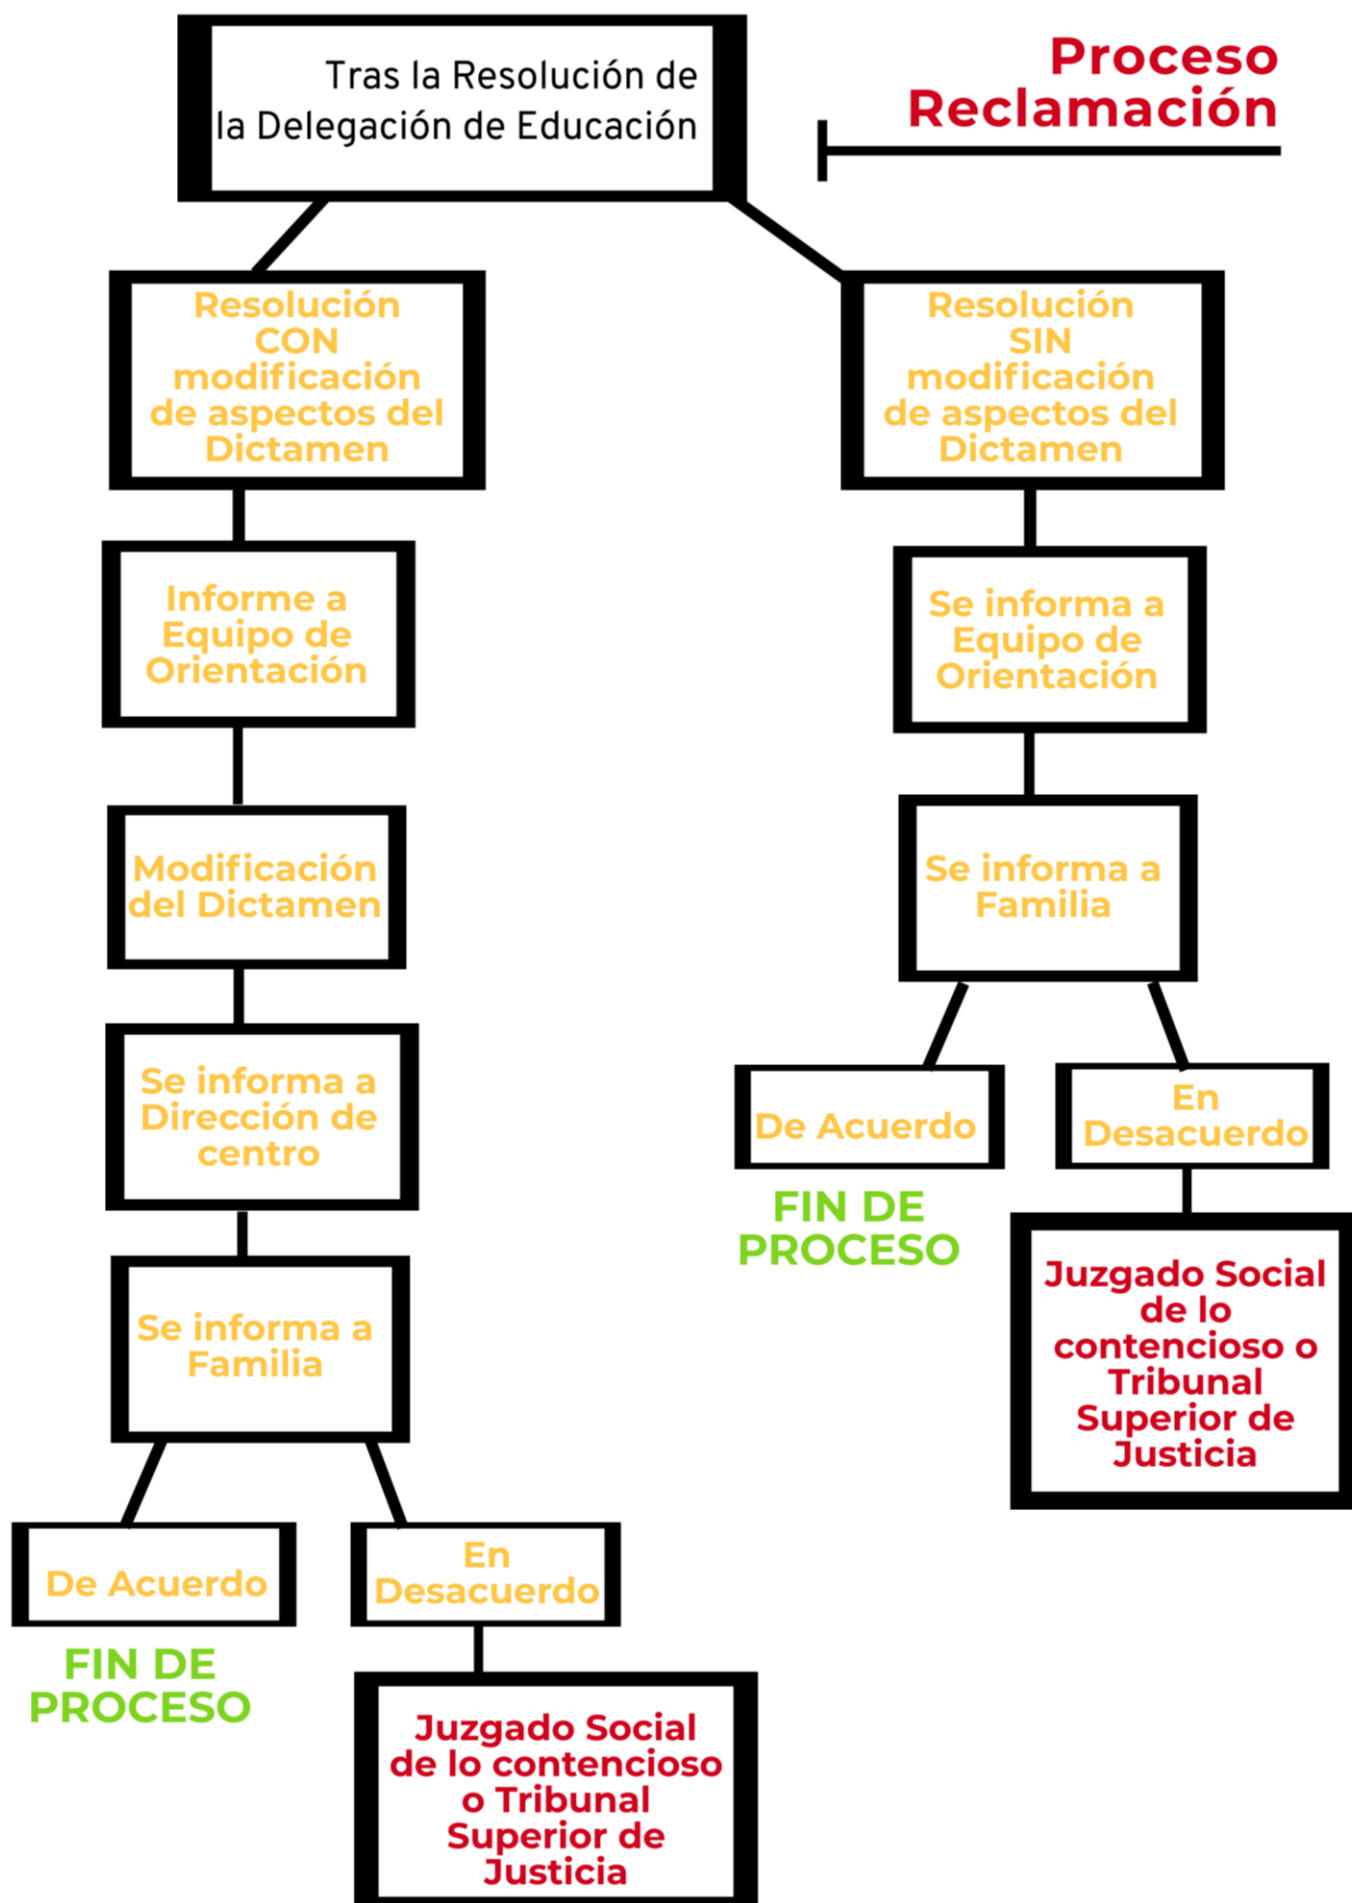 Tras la Resolución de
la Delegación de Educación
Proceso
Reclamación
Resolución
CON
modificación
de aspectos del
Dictamen
Resolución
SIN
modificación
de aspectos del
Dictamen
Informe a
Equipo de
Orientación
Se informa a
Equipo de
Orientación
Modificación
del Dictamen
Se informa a
Familia
Se informa a
Dirección de
centro
De Acuerdo
En
Desacuerdo
FIN DE
PROCESO
Juzgado Social
de lo
contencioso o
Tribunal
Superior de
Justicia
Se informa a
Familia
De Acuerdo
En
Desacuerdo
FIN DE
PROCESO
Juzgado Social
de lo contencioso
o Tribunal
Superior de
Justicia